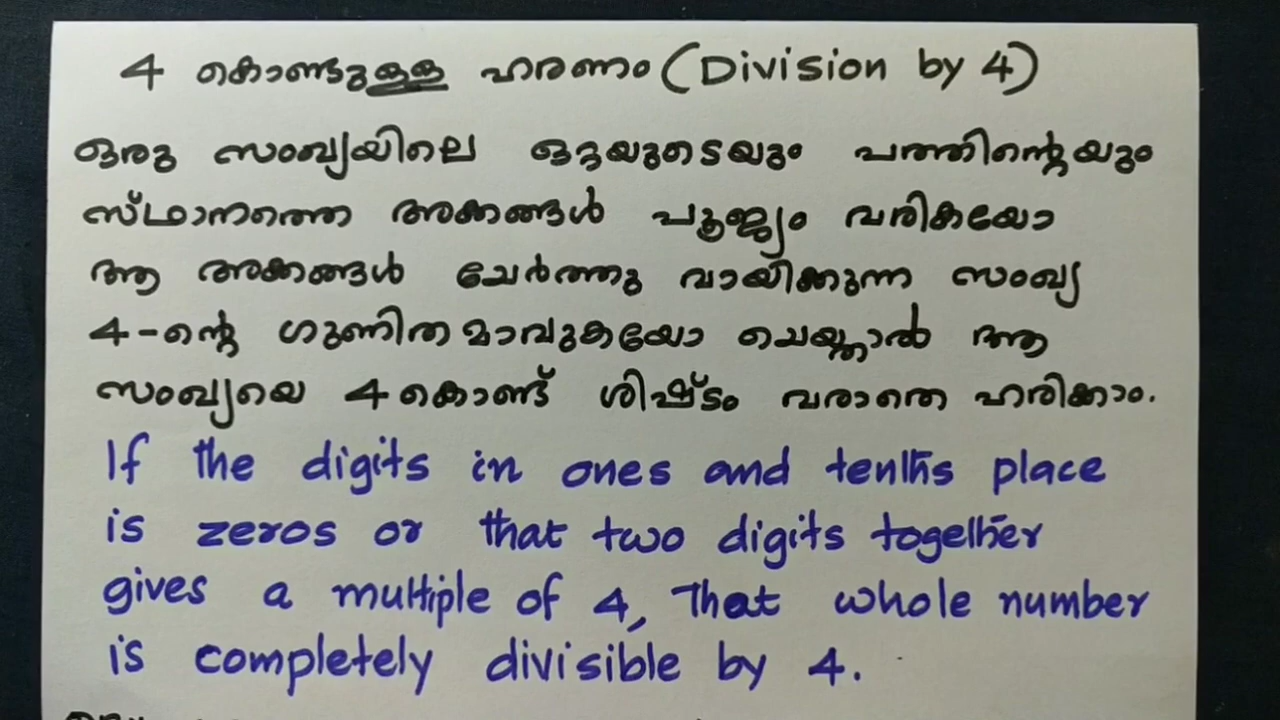 4 കൊണ്ടുള്ള ഹരണം (Division by 4)
ഒരു സംഖ്യയിലെ ഒറ്റയുടെയും പത്തിന്റെയും
സ്ഥാനത്തെ അക്കങ്ങൾ പൂജ്യം വരികയോ
ആ അക്കങ്ങൾ ചേർത്തു വായിക്കുന്ന സംഖ്യ
4-ന്റെ ഗുണിതമാവുകയോ ചെയ്താൽ ആ
സംഖ്യയെ 4 കൊണ്ട് ശിഷ്ടം വരാതെ ഹരിക്കാം.
If the digits in ones and tenths place
is zeros or that two digits together
gives a multiple of 4, That whole number
is completely divisible by 4.